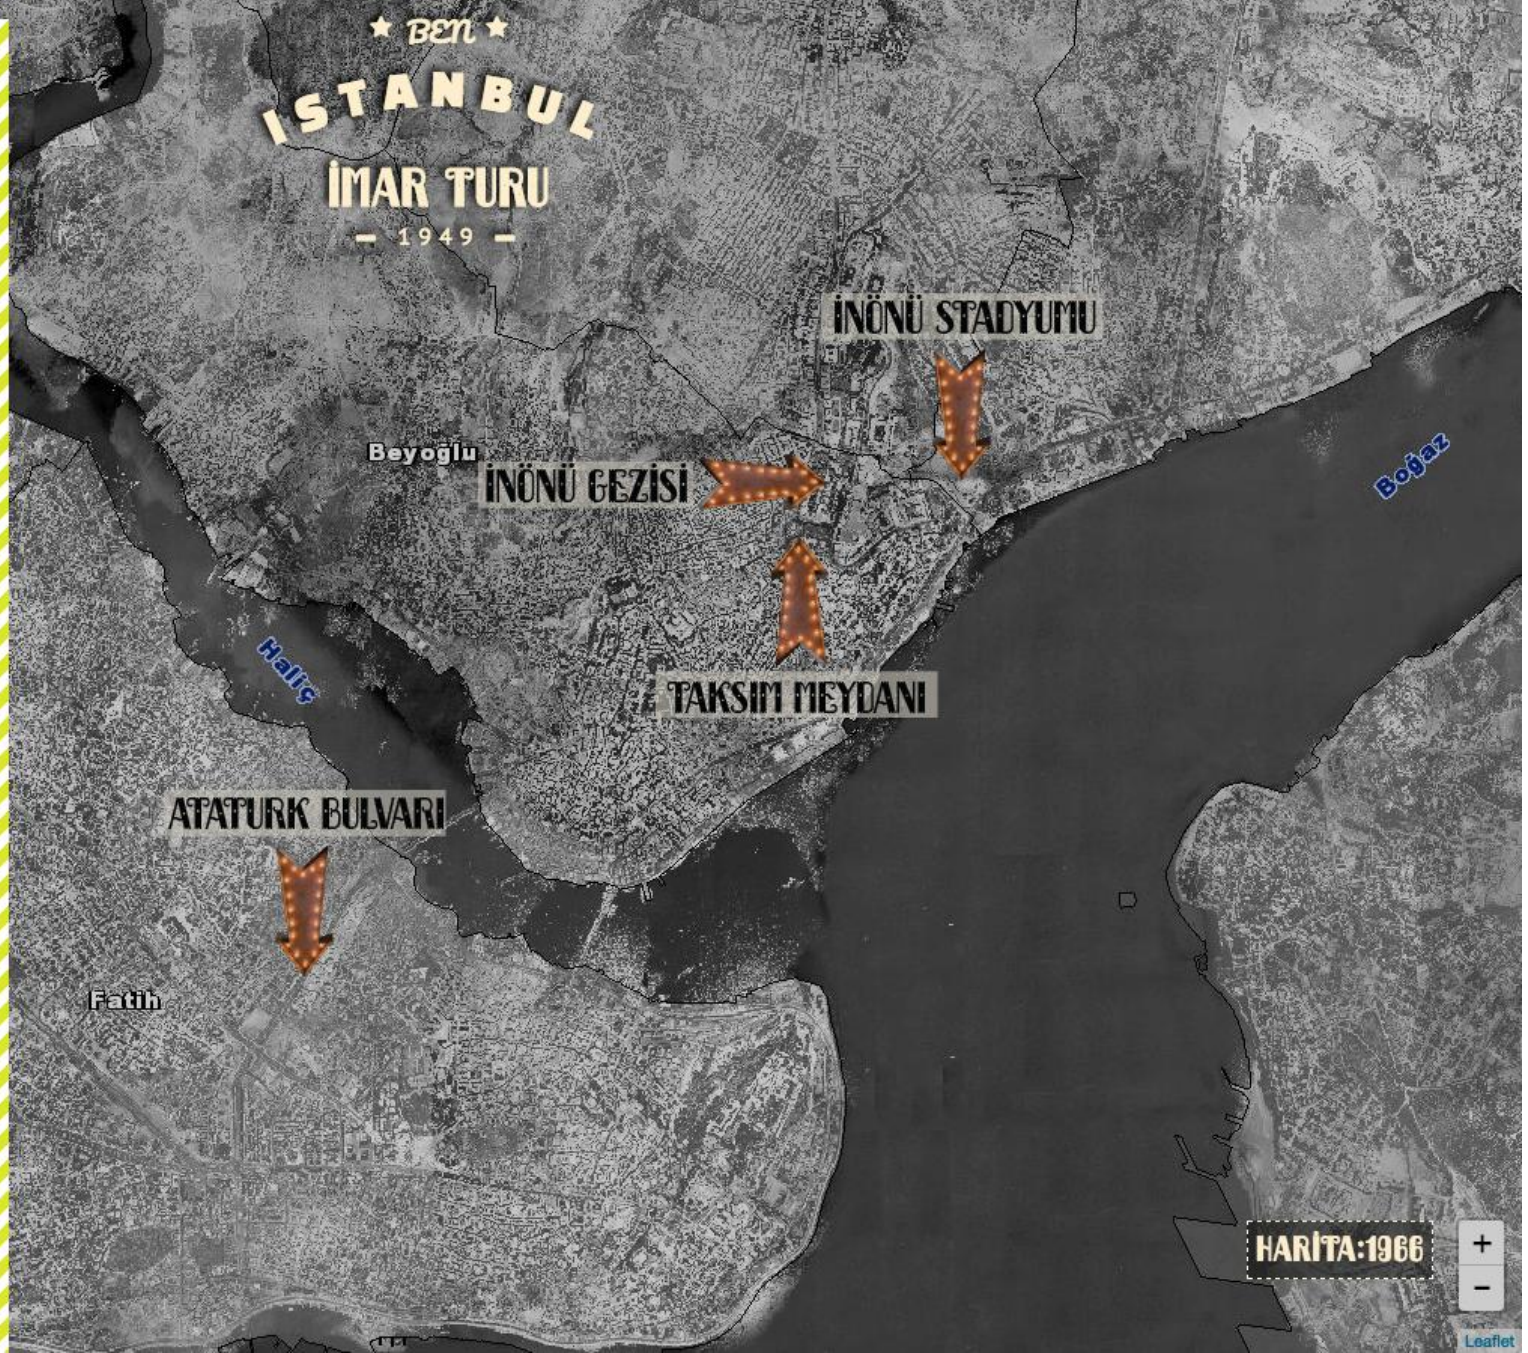 ★ BEN ★
ISTANBUL
İMAR TURU
– 1949 –
İNÖNÜ STADYUMU
Beyoğlu
İNÖNÜ GEZİSİ
Boğaz
Haliç
TAKSIM MEYDANI
ATATURK BULVARI
Fatih
HARİTA:1966
+
−
Leaflet